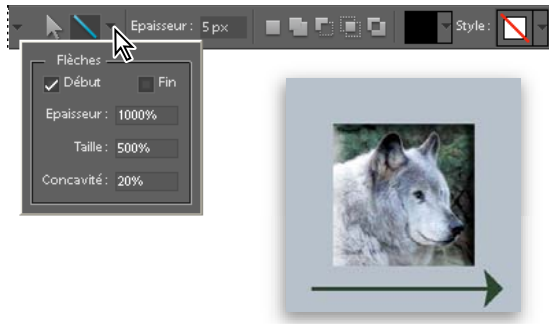 Epaisseur : 5 px Style :
Flèches
Début Fin
Epaisseur : 1000%
Taille : 500%
Concavité : 20%